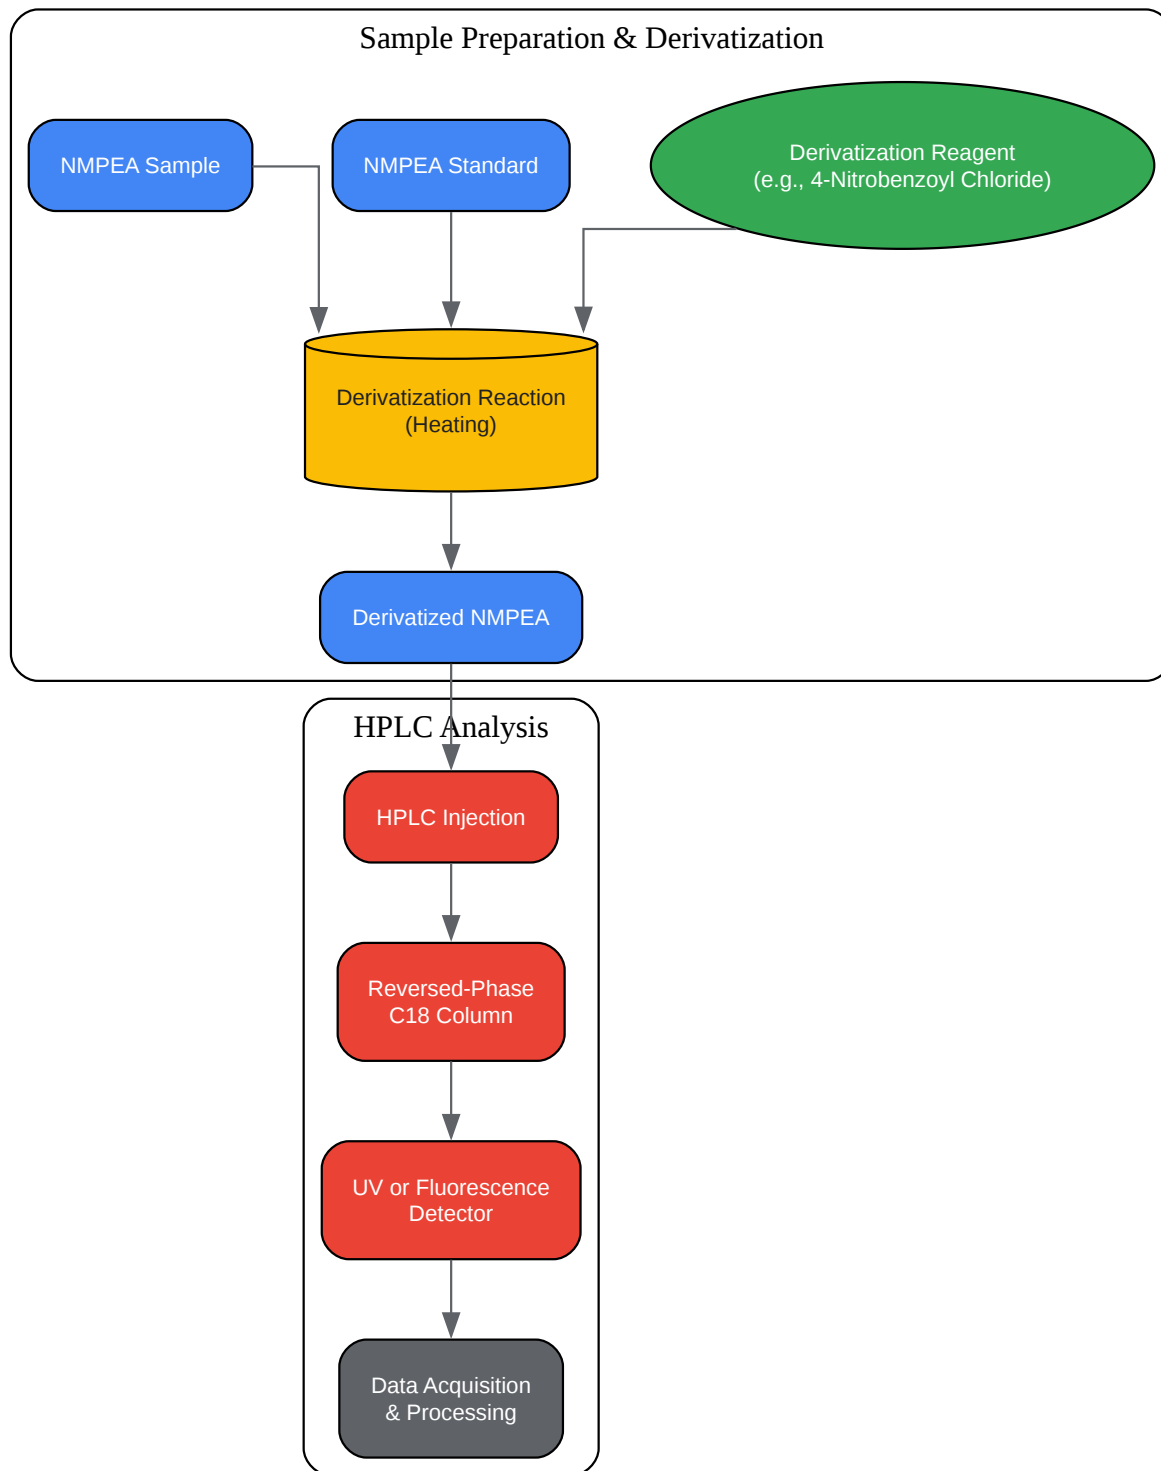 Sample Preparation & Derivatization
NMPEA Sample
NMPEA Standard
Derivatization Reagent
(e.g., 4-Nitrobenzoyl Chloride)
Derivatization Reaction
(Heating)
Derivatized NMPEA
HPLC Analysis
HPLC Injection
Reversed-Phase
C18 Column
UV or Fluorescence
Detector
Data Acquisition
& Processing